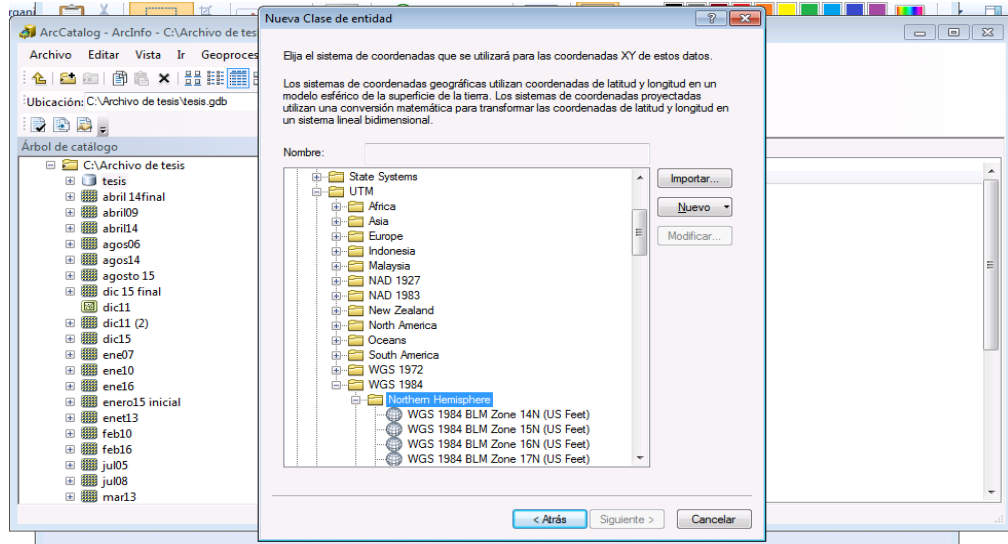 rgani
ArcCatalog - ArcInfo - C:\Archivo de tes
Archivo Editar Vista Ir Geoproces
Ubicación: C:\Archivo de tesis\tesis.gdb
Árbol de catálogo
C:\Archivo de tesis
tesis
abril 14final
abril09
abril14
agos06
agos14
agosto 15
dic 15 final
dic11
dic11 (2)
dic15
ene07
ene10
ene16
enero15 inicial
enet13
feb10
feb16
jul05
jul08
mar13
Nueva Clase de entidad
Elija el sistema de coordenadas que se utilizará para las coordenadas XY de estos datos.
Los sistemas de coordenadas geográficas utilizan coordenadas de latitud y longitud en un
modelo esférico de la superficie de la tierra. Los sistemas de coordenadas proyectadas
utilizan una conversión matemática para transformar las coordenadas de latitud y longitud en
un sistema lineal bidimensional.
Nombre:
State Systems
UTM
Africa
Asia
Europe
Indonesia
Malaysia
NAD 1927
NAD 1983
New Zealand
North America
Oceans
South America
WGS 1972
WGS 1984
Northern Hemisphere
WGS 1984 BLM Zone 14N (US Feet)
WGS 1984 BLM Zone 15N (US Feet)
WGS 1984 BLM Zone 16N (US Feet)
WGS 1984 BLM Zone 17N (US Feet)
Importar...
Nuevo
Modificar...
< Atrás Siguiente > Cancelar